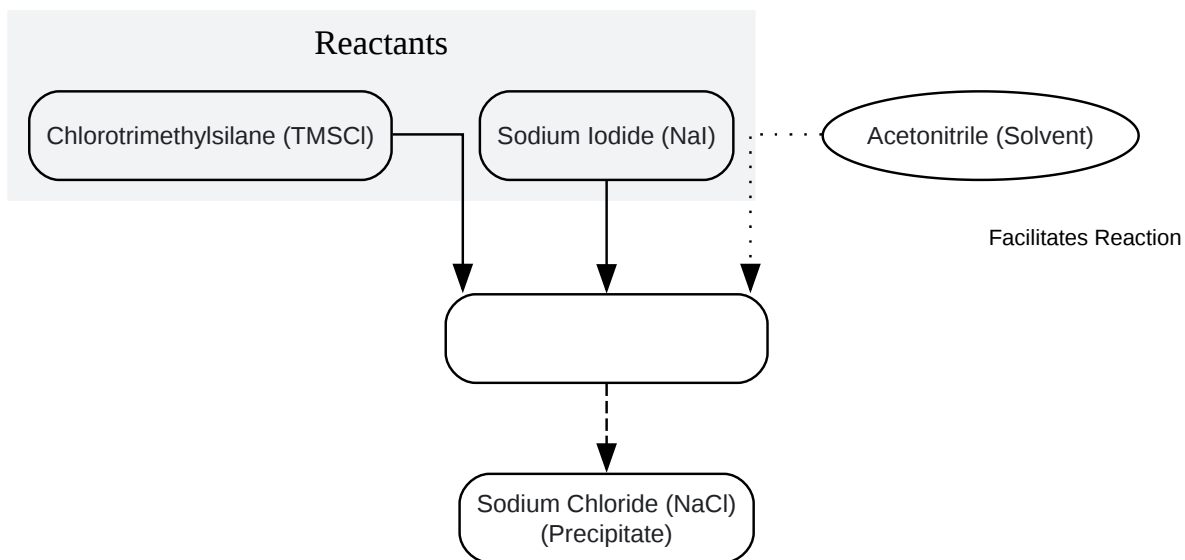 Reactants
Chlorotrimethylsilane (TMSCl)
Sodium Iodide (NaI)
Acetonitrile (Solvent)
Facilitates Reaction
Sodium Chloride (NaCl)
(Precipitate)